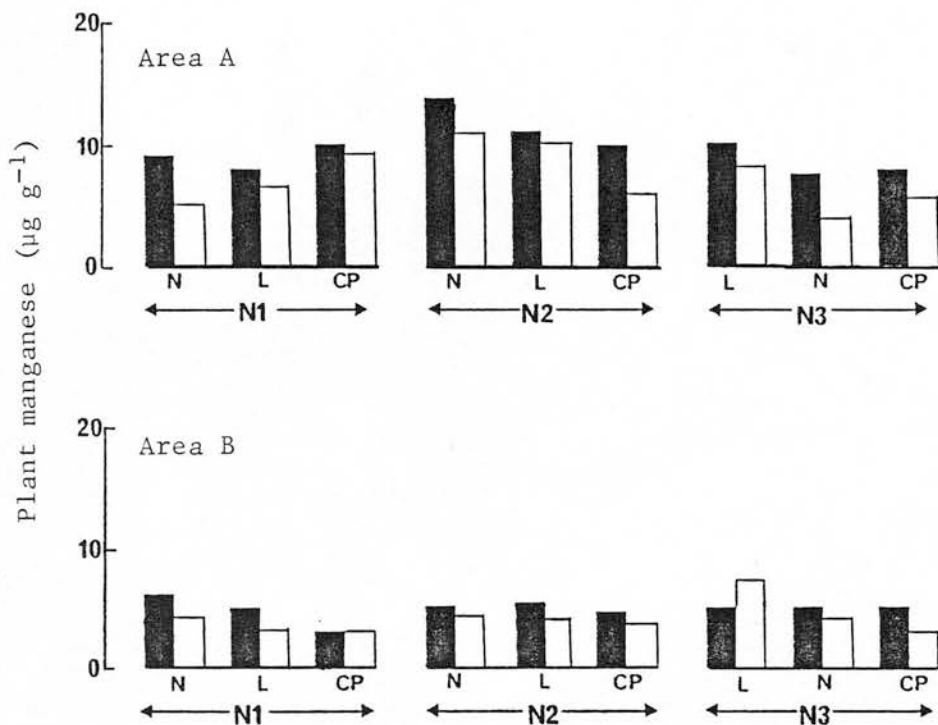 Plant manganese (µg g⁻¹)
20
Area A
10
0
N L CP L N CP
N L CP
N1 N2 N3
20
Area B
10
0
N L CP N L CP L N CP
N1 N2 N3